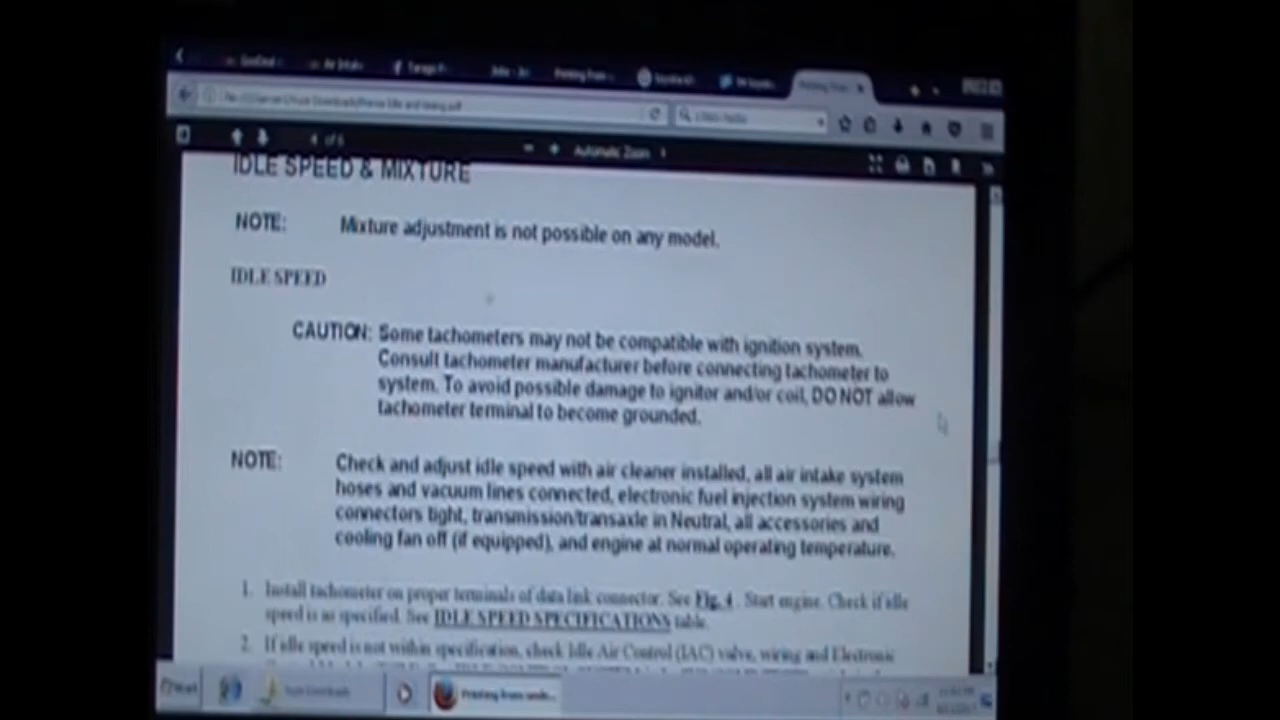 Automatic Zoom
IDLE SPEED & MIXTURE
NOTE: Mixture adjustment is not possible on any model.
IDLE SPEED
CAUTION: Some tachometers may not be compatible with ignition system.
Consult tachometer manufacturer before connecting tachometer to
system. To avoid possible damage to ignitor and/or coil, DO NOT allow
tachometer terminal to become grounded.
NOTE: Check and adjust idle speed with air cleaner installed, all air intake system
hoses and vacuum lines connected, electronic fuel injection system wiring
connectors tight, transmission/transaxle in Neutral, all accessories and
cooling fan off (if equipped), and engine at normal operating temperature.
1. Install tachometer on proper terminals of data link connector. See Fig. 4 . Start engine. Check if idle
speed is as specified. See IDLE SPEED SPECIFICATIONS table.
2. If idle speed is not within specification, check Idle Air Control (IAC) valve, wiring and Electronic